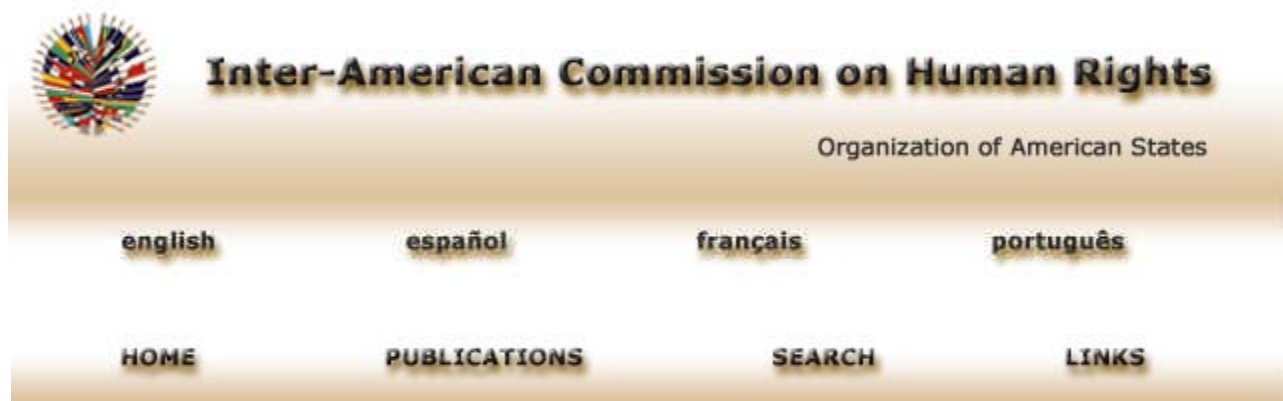 Inter-American Commission on Human Rights
Organization of American States
english español français português
HOME PUBLICATIONS SEARCH LINKS